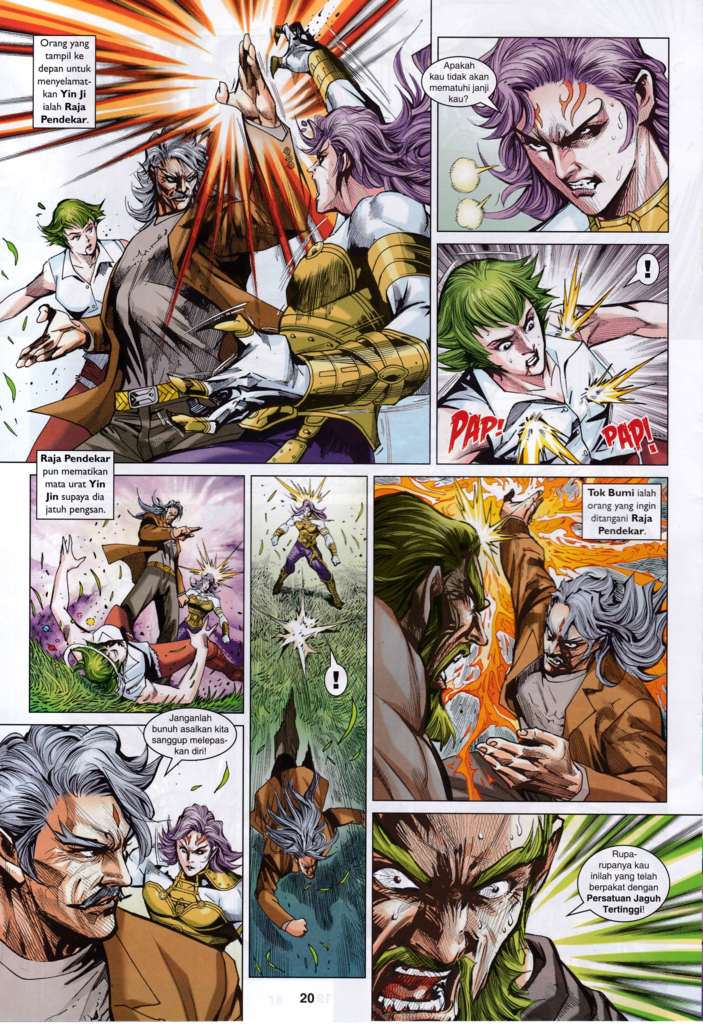 Orang yang
tampil ke
depan untuk
menyelamat-
kan Yin Ji
ialah Raja
Pendekar.
Apakah
kau tidak akan
mematuhi janji
kau?
!
PAP!
PAP!
Raja Pendekar
pun mematikan
mata urat Yin
Jin supaya dia
jatuh pengsan.
!
Tok Bumi ialah
orang yang ingin
ditangani Raja
Pendekar.
Janganlah
bunuh asalkan kita
sanggup melepas-
kan diri!
Rupa-
rupanya kau
inilah yang telah
berpakat dengan
Persatuan Jaguh
Tertinggi!
20